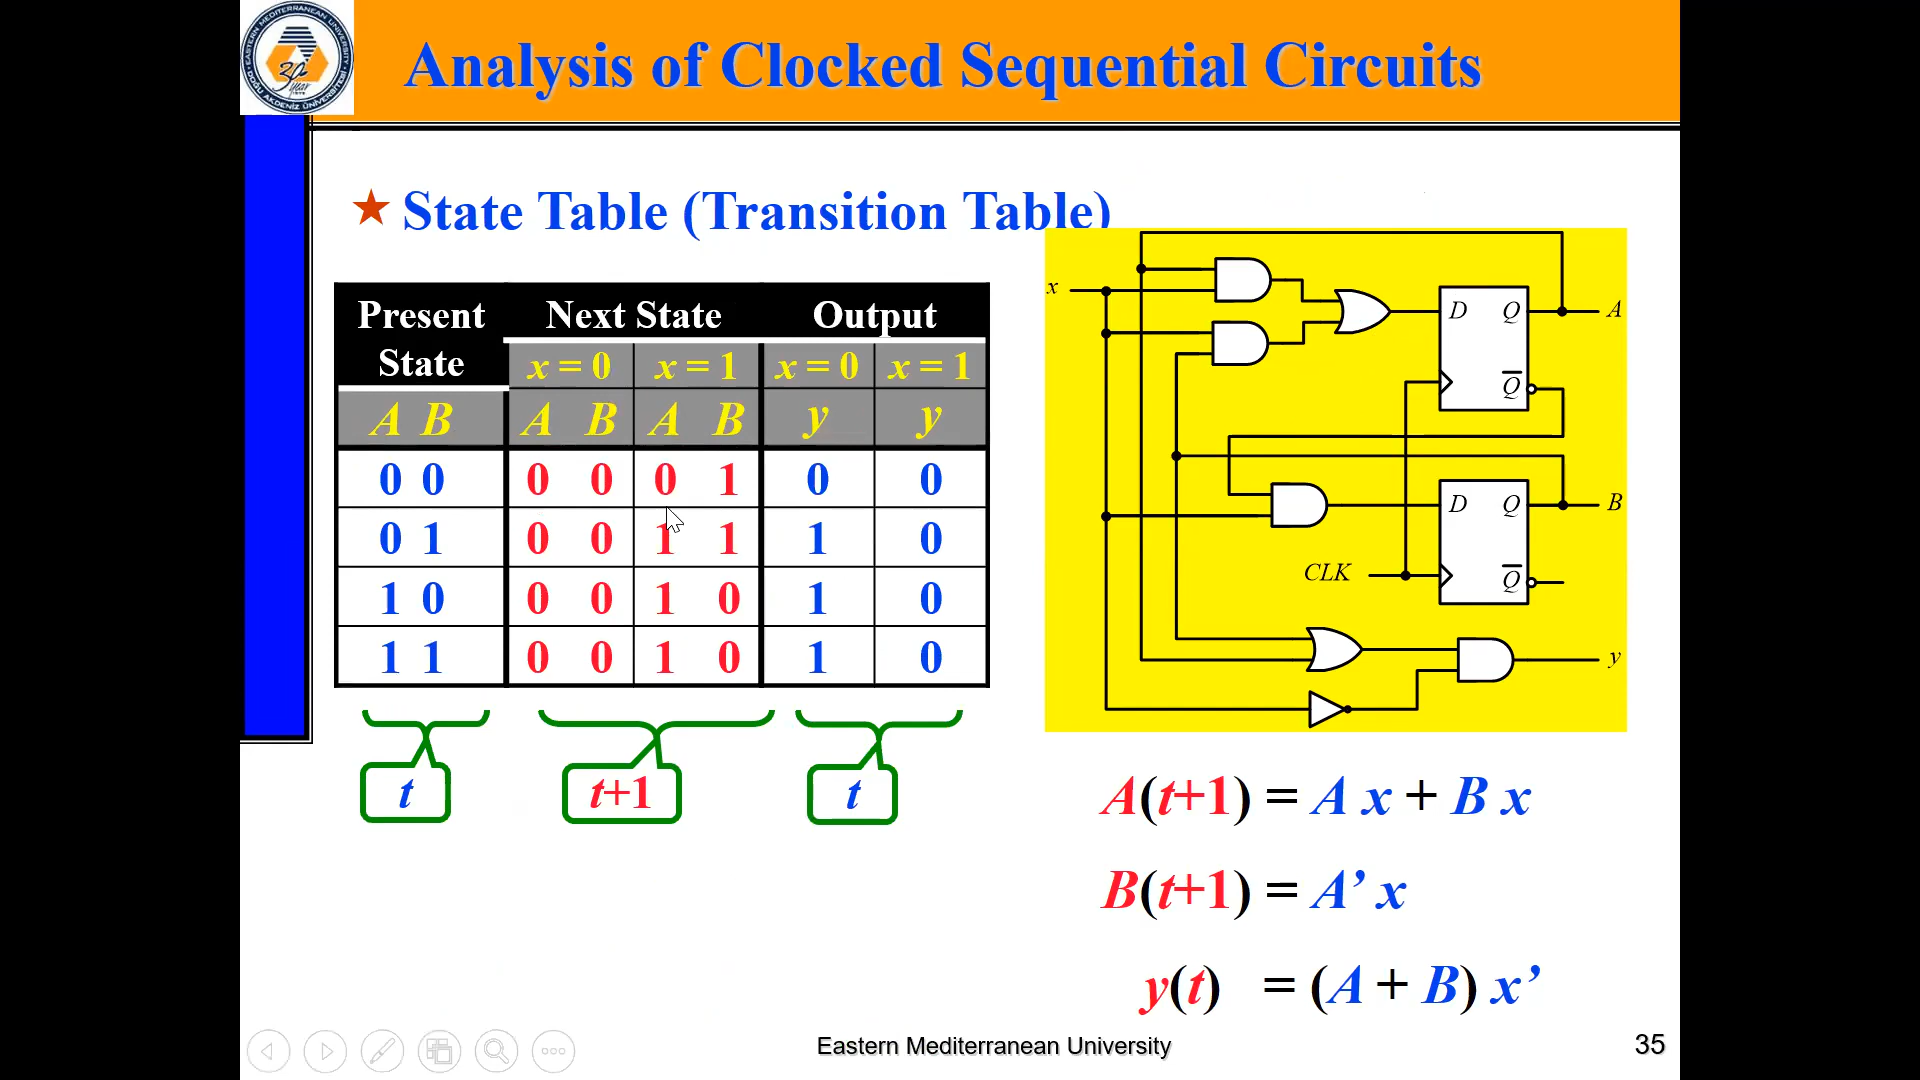 Analysis of Clocked Sequential Circuits
★ State Table (Transition Table)
Present State Next State Output
x = 0 x = 1 x = 0 x = 1
A B A B A B y y
0 0 0 0 0 1 0 0
0 1 0 0 1 1 1 0
1 0 0 0 1 0 1 0
1 1 0 0 1 0 1 0
t t+1 t
x
D Q A
Q̅
D Q B
CLK Q̅
y
A(t+1) = A x + B x
B(t+1) = A’ x
y(t) = (A + B) x’
Eastern Mediterranean University 35